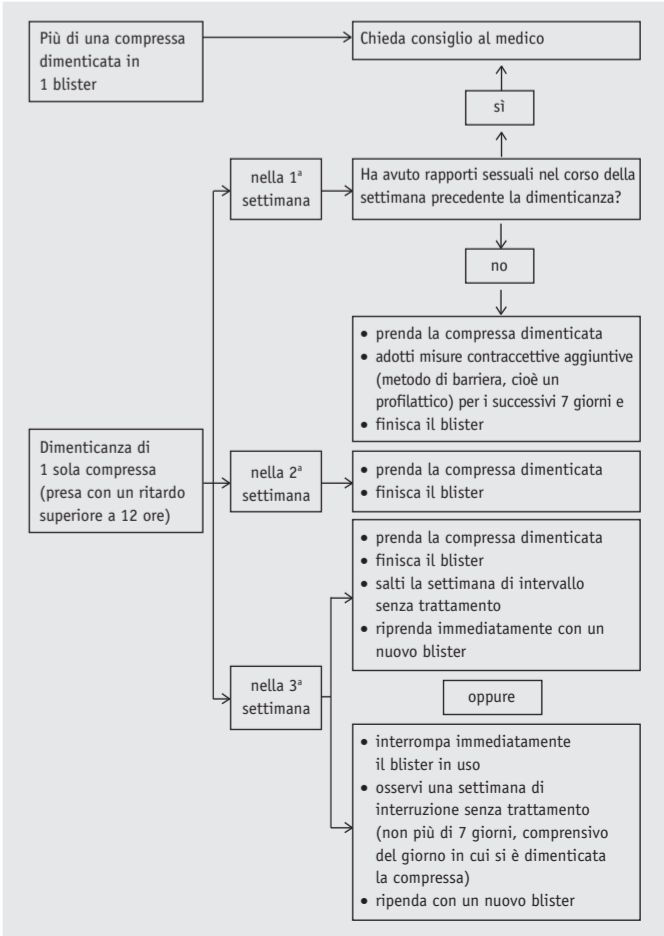 Più di una compressa
dimenticata in
1 blister
Chieda consiglio al medico
sì
nella 1ª
settimana
Ha avuto rapporti sessuali nel corso della
settimana precedente la dimenticanza?
no
• prenda la compressa dimenticata
• adotti misure contraccettive aggiuntive
(metodo di barriera, cioè un
profilattico) per i successivi 7 giorni e
• finisca il blister
Dimenticanza di
1 sola compressa
(presa con un ritardo
superiore a 12 ore)
nella 2ª
settimana
• prenda la compressa dimenticata
• finisca il blister
nella 3ª
settimana
• prenda la compressa dimenticata
• finisca il blister
• salti la settimana di intervallo
senza trattamento
• riprenda immediatamente con un
nuovo blister
oppure
• interrompa immediatamente
il blister in uso
• osservi una settimana di
interruzione senza trattamento
(non più di 7 giorni, comprensivo
del giorno in cui si è dimenticata
la compressa)
• ripenda con un nuovo blister